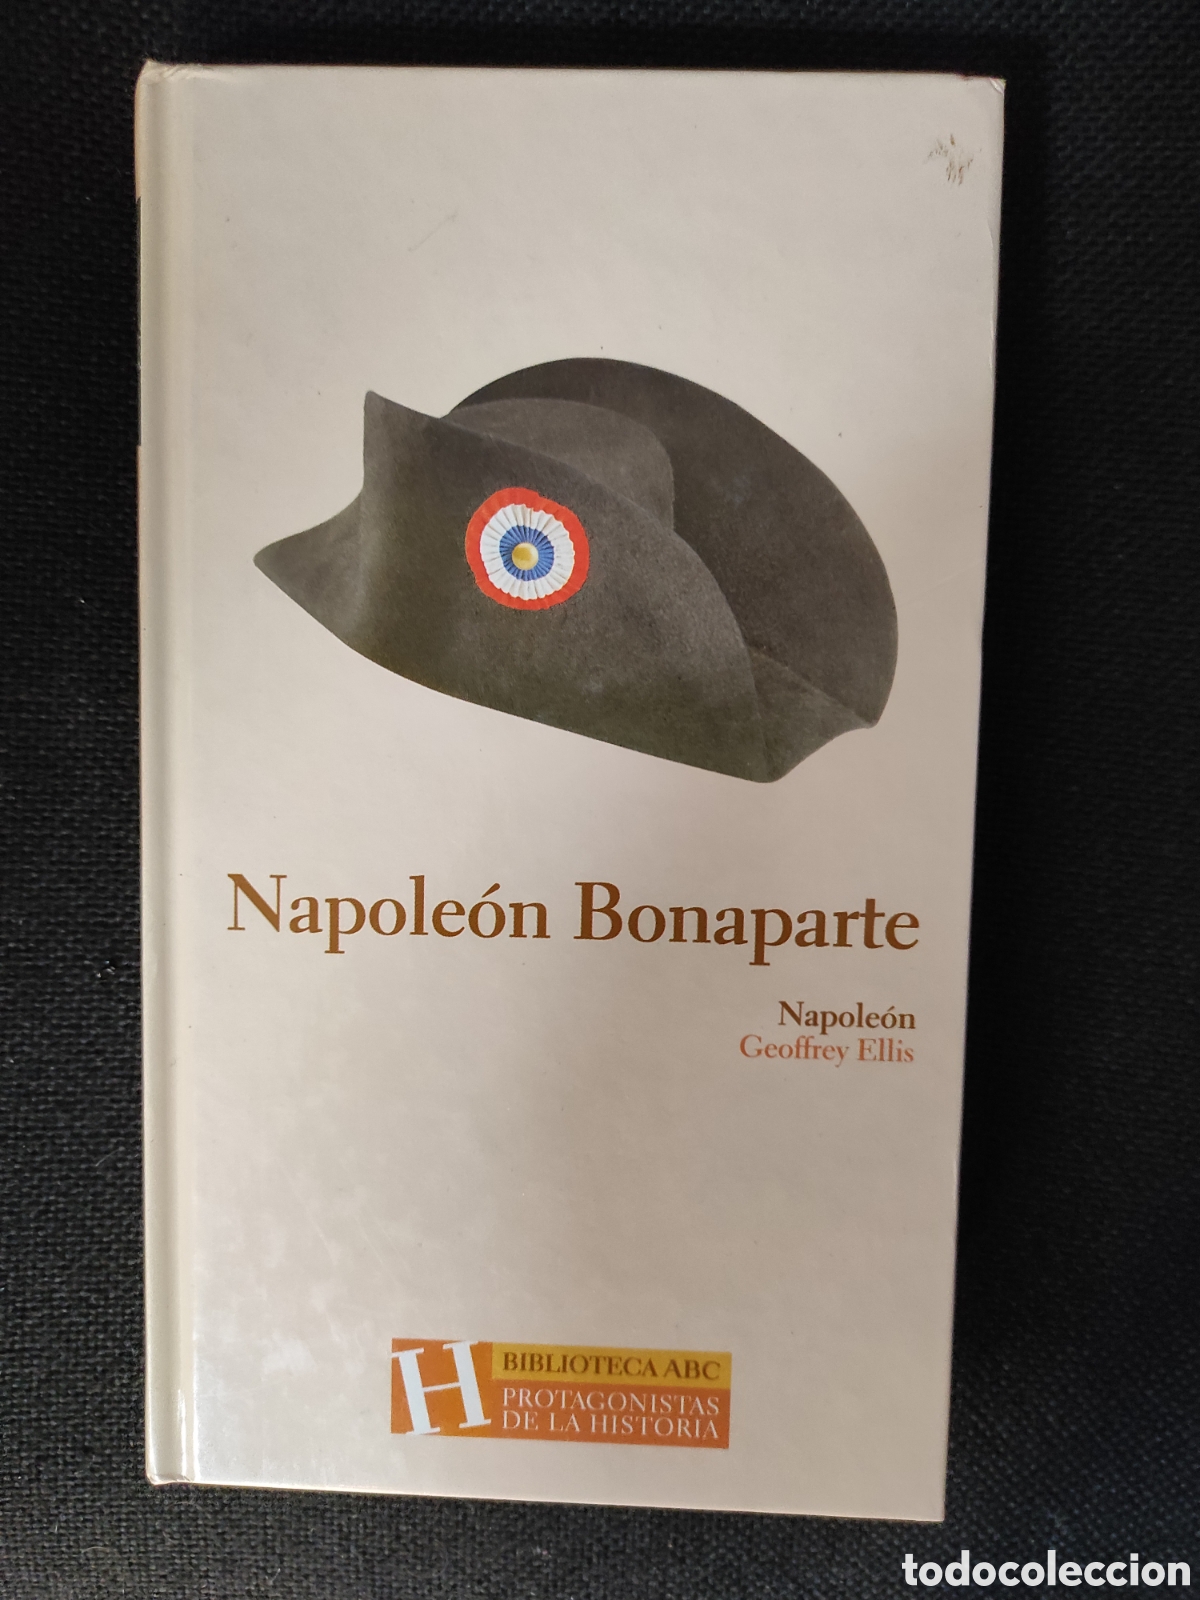 Napoleón Bonaparte
Napoleón
Geoffrey Ellis
H
BIBLIOTECA ABC
PROTAGONISTAS
DE LA HISTORIA
todocoleccion